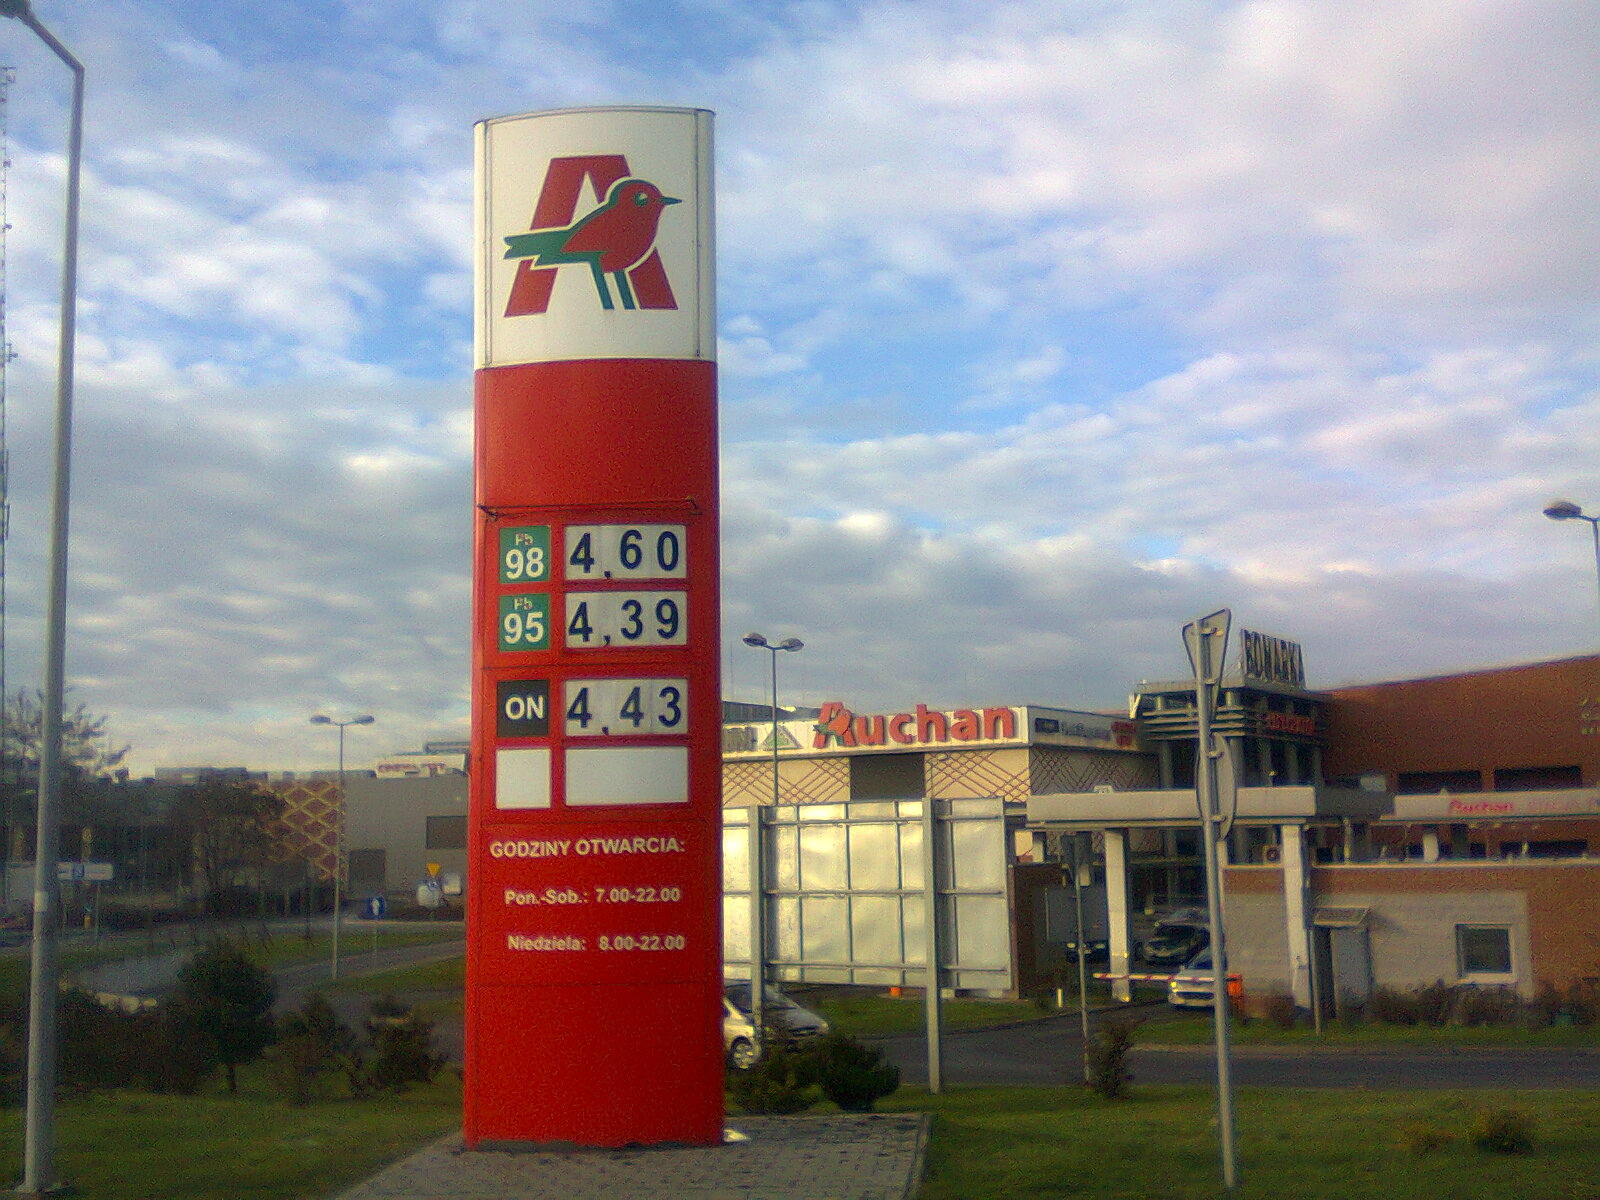 A
Pb
98
4,60
Pb
95
4,39
ON
4,43
GODZINY OTWARCIA:
Pon.-Sob.: 7.00-22.00
Niedziela: 8.00-22.00
Auchan
BONARKA
Auchan